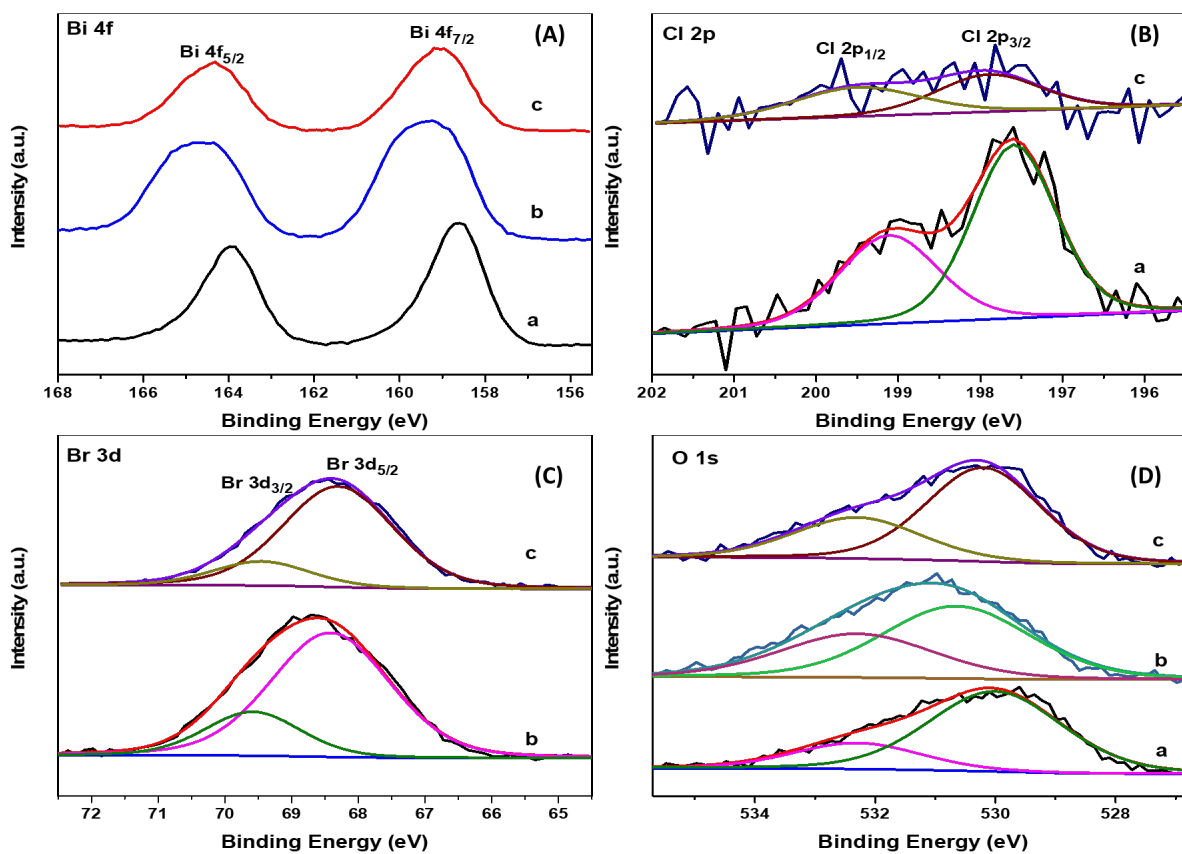 Bi 4f
(A)
Bi 4f7/2
Bi 4f5/2
c
b
a
Intensity (a.u.)
168 166 164 162 160 158 156
Binding Energy (eV)
Cl 2p
(B)
Cl 2p1/2
Cl 2p3/2
c
a
Intensity (a.u.)
202 201 200 199 198 197 196
Binding Energy (eV)
Br 3d
(C)
Br 3d5/2
Br 3d3/2
c
b
Intensity (a.u.)
72 71 70 69 68 67 66 65
Binding Energy (eV)
O 1s
(D)
c
b
a
Intensity (a.u.)
534 532 530 528
Binding Energy (eV)